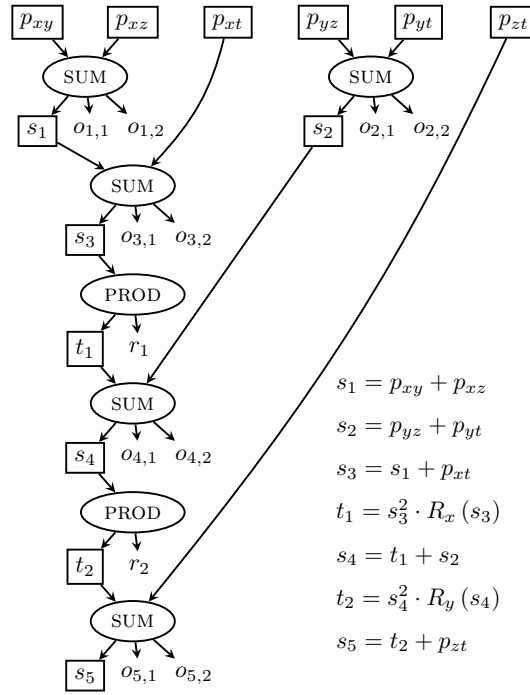 p_{xy} p_{xz} p_{xt} p_{yz} p_{yt} p_{zt}
SUM SUM
s_1 o_{1,1} o_{1,2} s_2 o_{2,1} o_{2,2}
SUM
s_3 o_{3,1} o_{3,2}
PROD
t_1 r_1
s_1 = p_{xy} + p_{xz}
SUM
s_2 = p_{yz} + p_{yt}
s_4 o_{4,1} o_{4,2}
s_3 = s_1 + p_{xt}
PROD
t_1 = s_3^2 · R_x (s_3)
t_2 r_2
s_4 = t_1 + s_2
SUM
t_2 = s_4^2 · R_y (s_4)
s_5 o_{5,1} o_{5,2}
s_5 = t_2 + p_{zt}